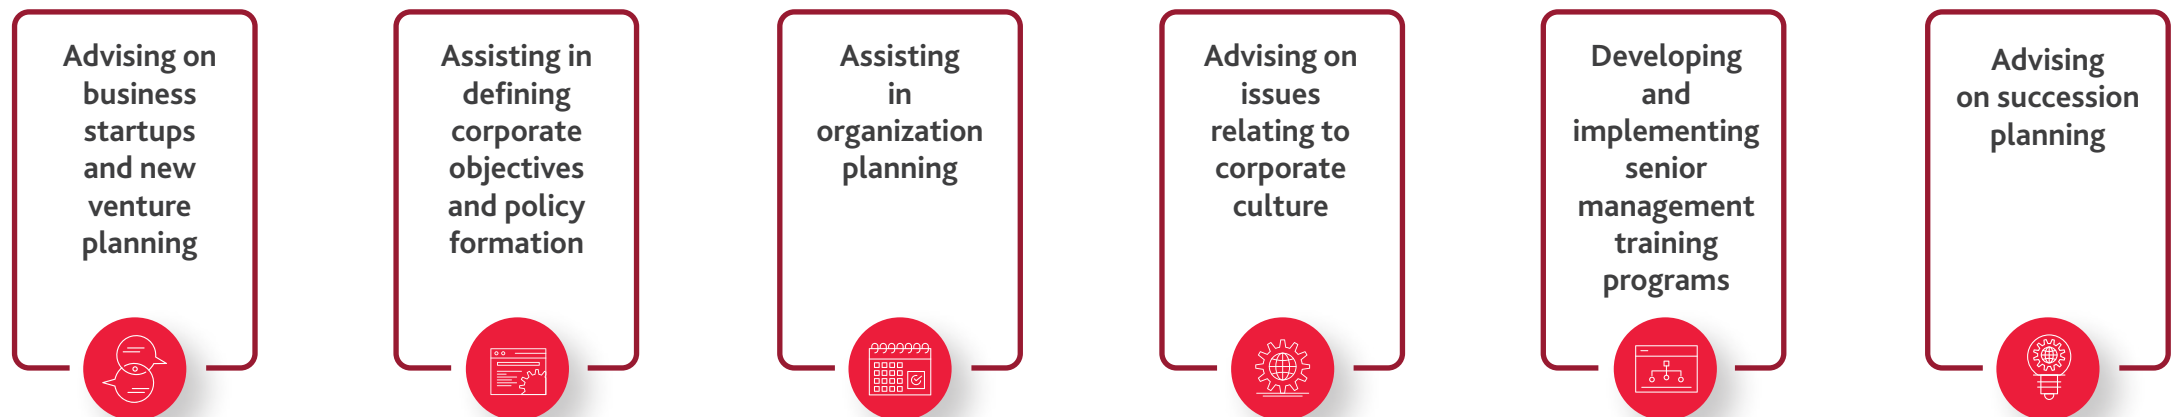 Advising on
business
startups
and new
venture
planning
Assisting in
defining
corporate
objectives
and policy
formation
Assisting
in
organization
planning
Advising on
issues
relating to
corporate
culture
Developing
and
implementing
senior
management
training
programs
Advising
on succession
planning